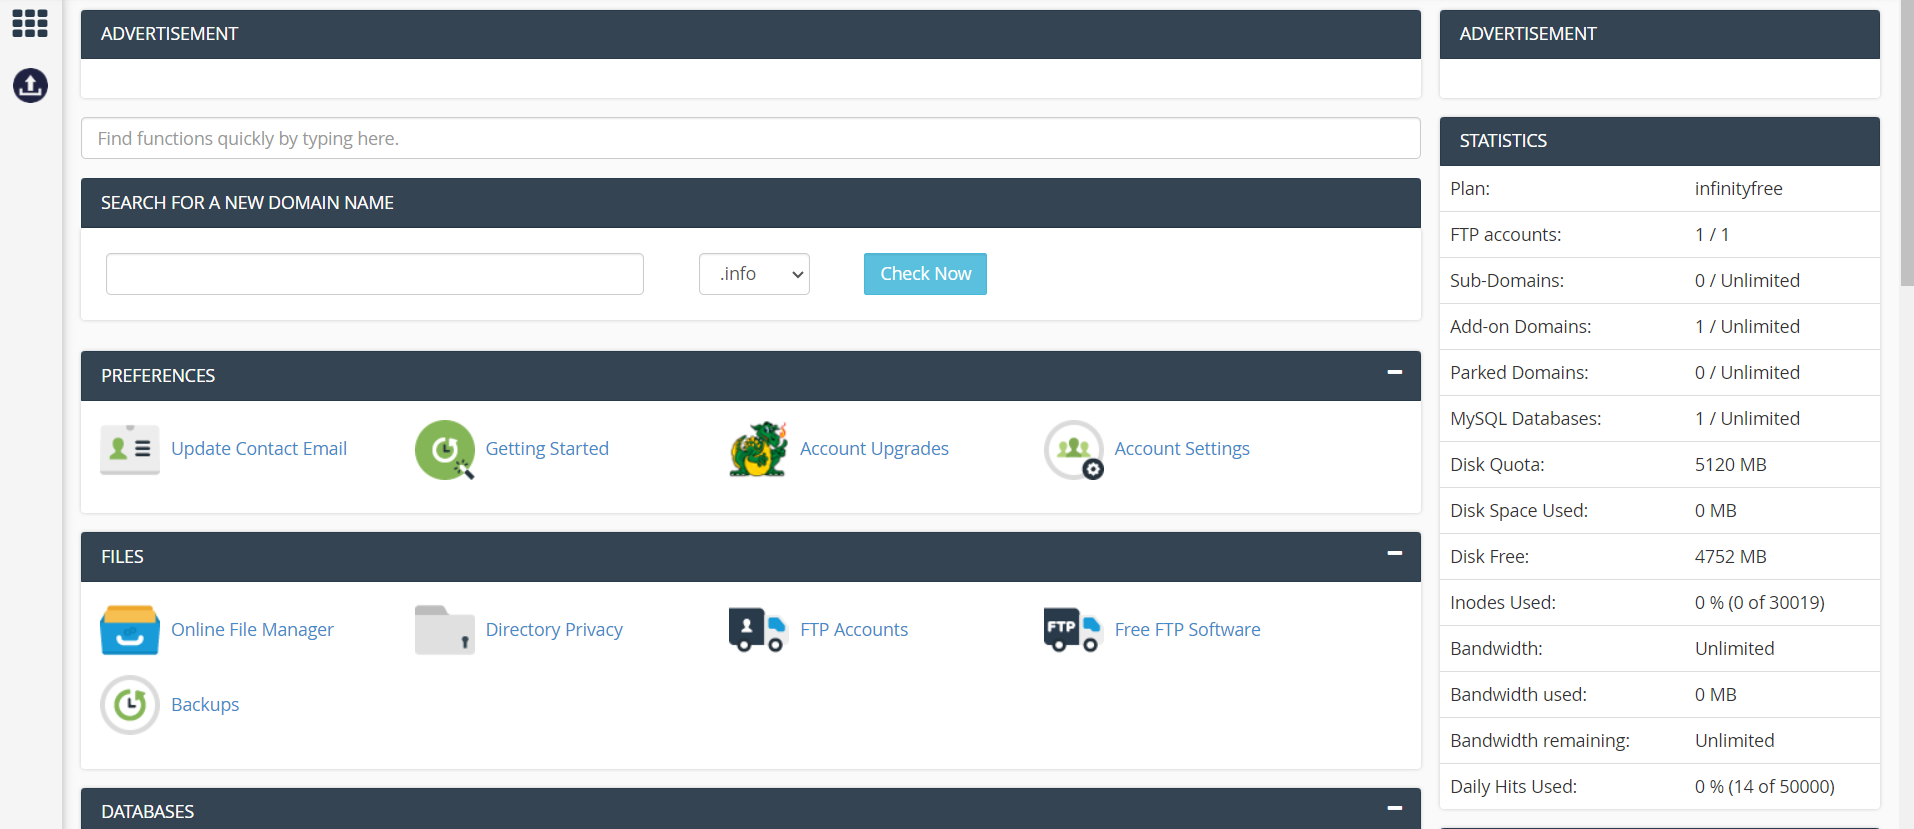 ADVERTISEMENT
Find functions quickly by typing here.
SEARCH FOR A NEW DOMAIN NAME
.info
Check Now
PREFERENCES
Update Contact Email
Getting Started
Account Upgrades
Account Settings
FILES
Online File Manager
Directory Privacy
FTP Accounts
FTP
Free FTP Software
Backups
DATABASES
ADVERTISEMENT
STATISTICS
Plan: infinityfree
FTP accounts: 1 / 1
Sub-Domains: 0 / Unlimited
Add-on Domains: 1 / Unlimited
Parked Domains: 0 / Unlimited
MySQL Databases: 1 / Unlimited
Disk Quota: 5120 MB
Disk Space Used: 0 MB
Disk Free: 4752 MB
Inodes Used: 0 % (0 of 30019)
Bandwidth: Unlimited
Bandwidth used: 0 MB
Bandwidth remaining: Unlimited
Daily Hits Used: 0 % (14 of 50000)